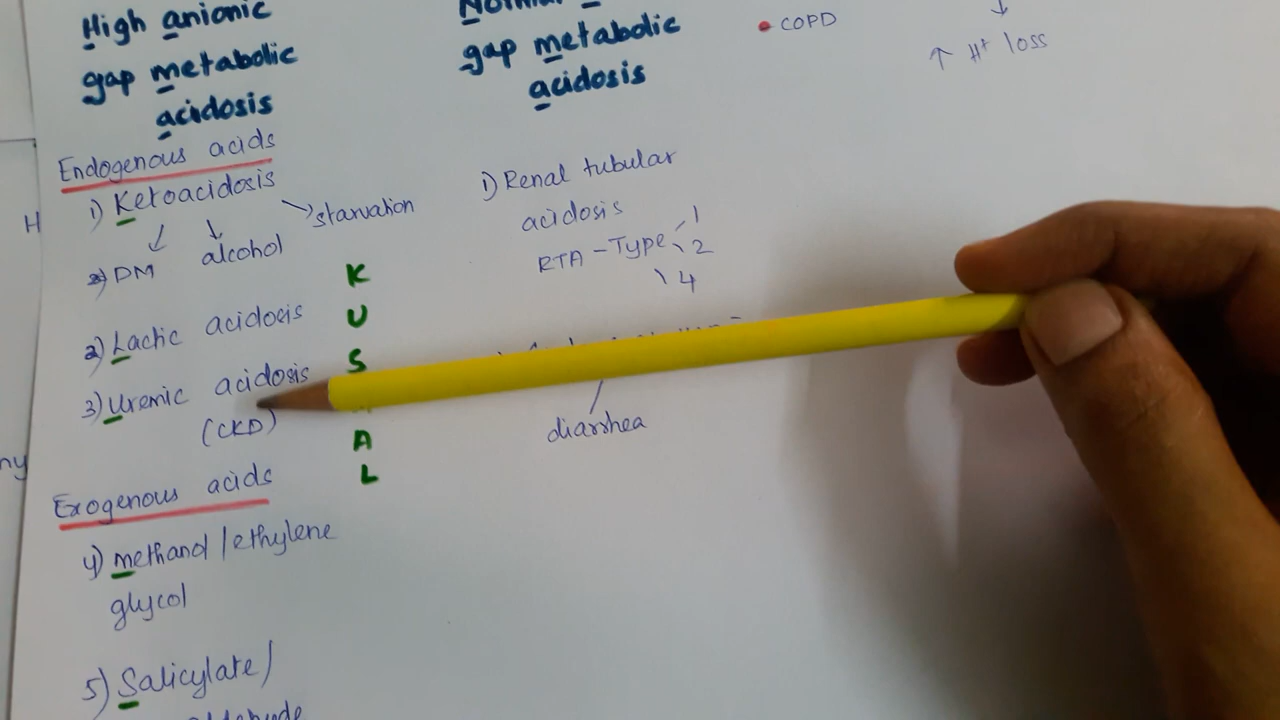 High anionic
gap metabolic
acidosis
Endogenous acids
1) Ketoacidosis
starvation
DM alcohol
2) Lactic acidosis
3) Uremic acidosis
(CKD)
Exogenous acids
4) methanol / ethylene
glycol
5) Salicylate /
K
U
S
A
L
gap metabolic
acidosis
1) Renal tubular
acidosis
RTA - Type 1
2
4
diarrhea
• COPD
↓
↑ H+ loss
H
ny